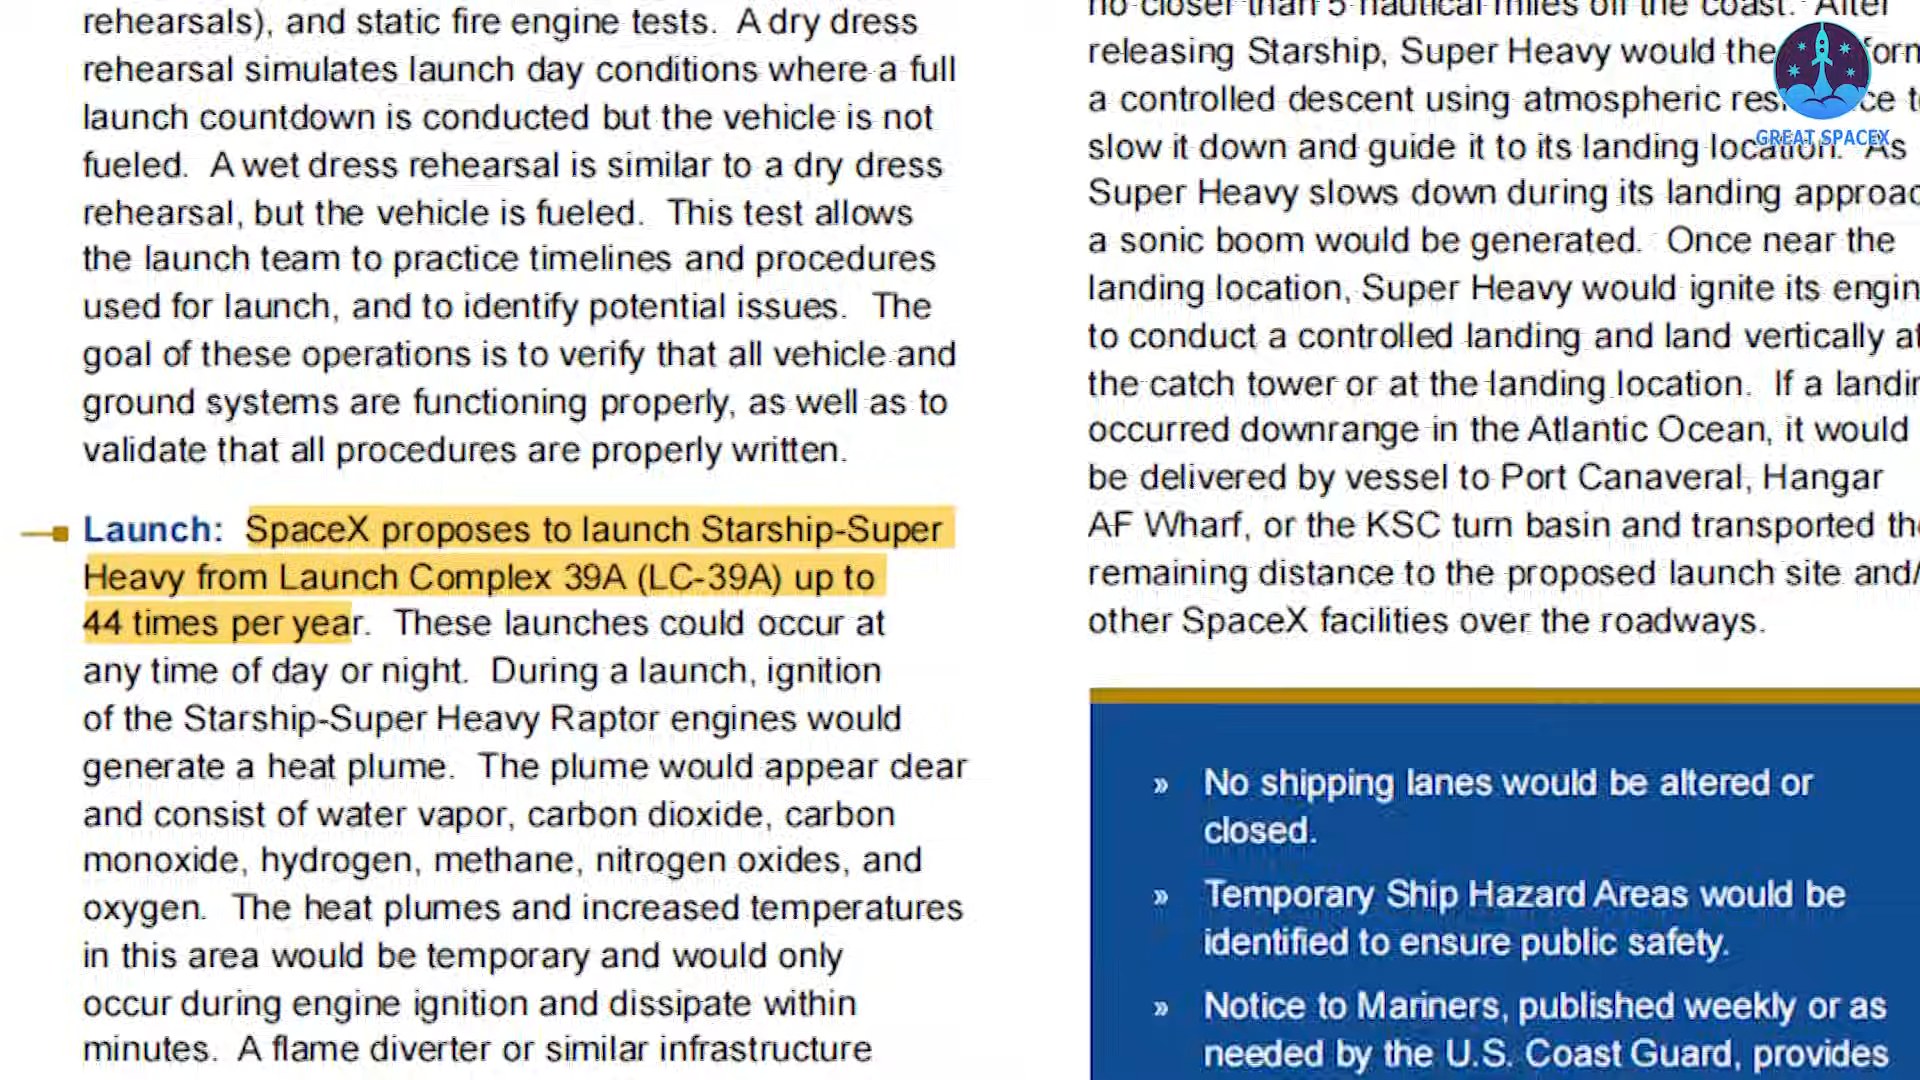 rehearsals), and static fire engine tests. A dry dress
rehearsal simulates launch day conditions where a full
launch countdown is conducted but the vehicle is not
fueled. A wet dress rehearsal is similar to a dry dress
rehearsal, but the vehicle is fueled. This test allows
the launch team to practice timelines and procedures
used for launch, and to identify potential issues. The
goal of these operations is to verify that all vehicle and
ground systems are functioning properly, as well as to
validate that all procedures are properly written.
Launch: SpaceX proposes to launch Starship-Super
Heavy from Launch Complex 39A (LC-39A) up to
44 times per year. These launches could occur at
any time of day or night. During a launch, ignition
of the Starship-Super Heavy Raptor engines would
generate a heat plume. The plume would appear clear
and consist of water vapor, carbon dioxide, carbon
monoxide, hydrogen, methane, nitrogen oxides, and
oxygen. The heat plumes and increased temperatures
in this area would be temporary and would only
occur during engine ignition and dissipate within
minutes. A flame diverter or similar infrastructure
no closer than 5 nautical miles off the coast. After
releasing Starship, Super Heavy would
a controlled descent using atmospheric
slow it down and guide it to its landing location. As
Super Heavy slows down during its landing
a sonic boom would be generated. Once near the
landing location, Super Heavy would ignite its
to conduct a controlled landing and land vertically at
the catch tower or at the landing location. If a
occurred downrange in the Atlantic Ocean, it would
be delivered by vessel to Port Canaveral, Hangar
AF Wharf, or the KSC turn basin and transported
remaining distance to the proposed launch site and/
other SpaceX facilities over the roadways.
» No shipping lanes would be altered or
closed.
» Temporary Ship Hazard Areas would be
identified to ensure public safety.
» Notice to Mariners, published weekly or as
needed by the U.S. Coast Guard, provides
GREAT SPACEX